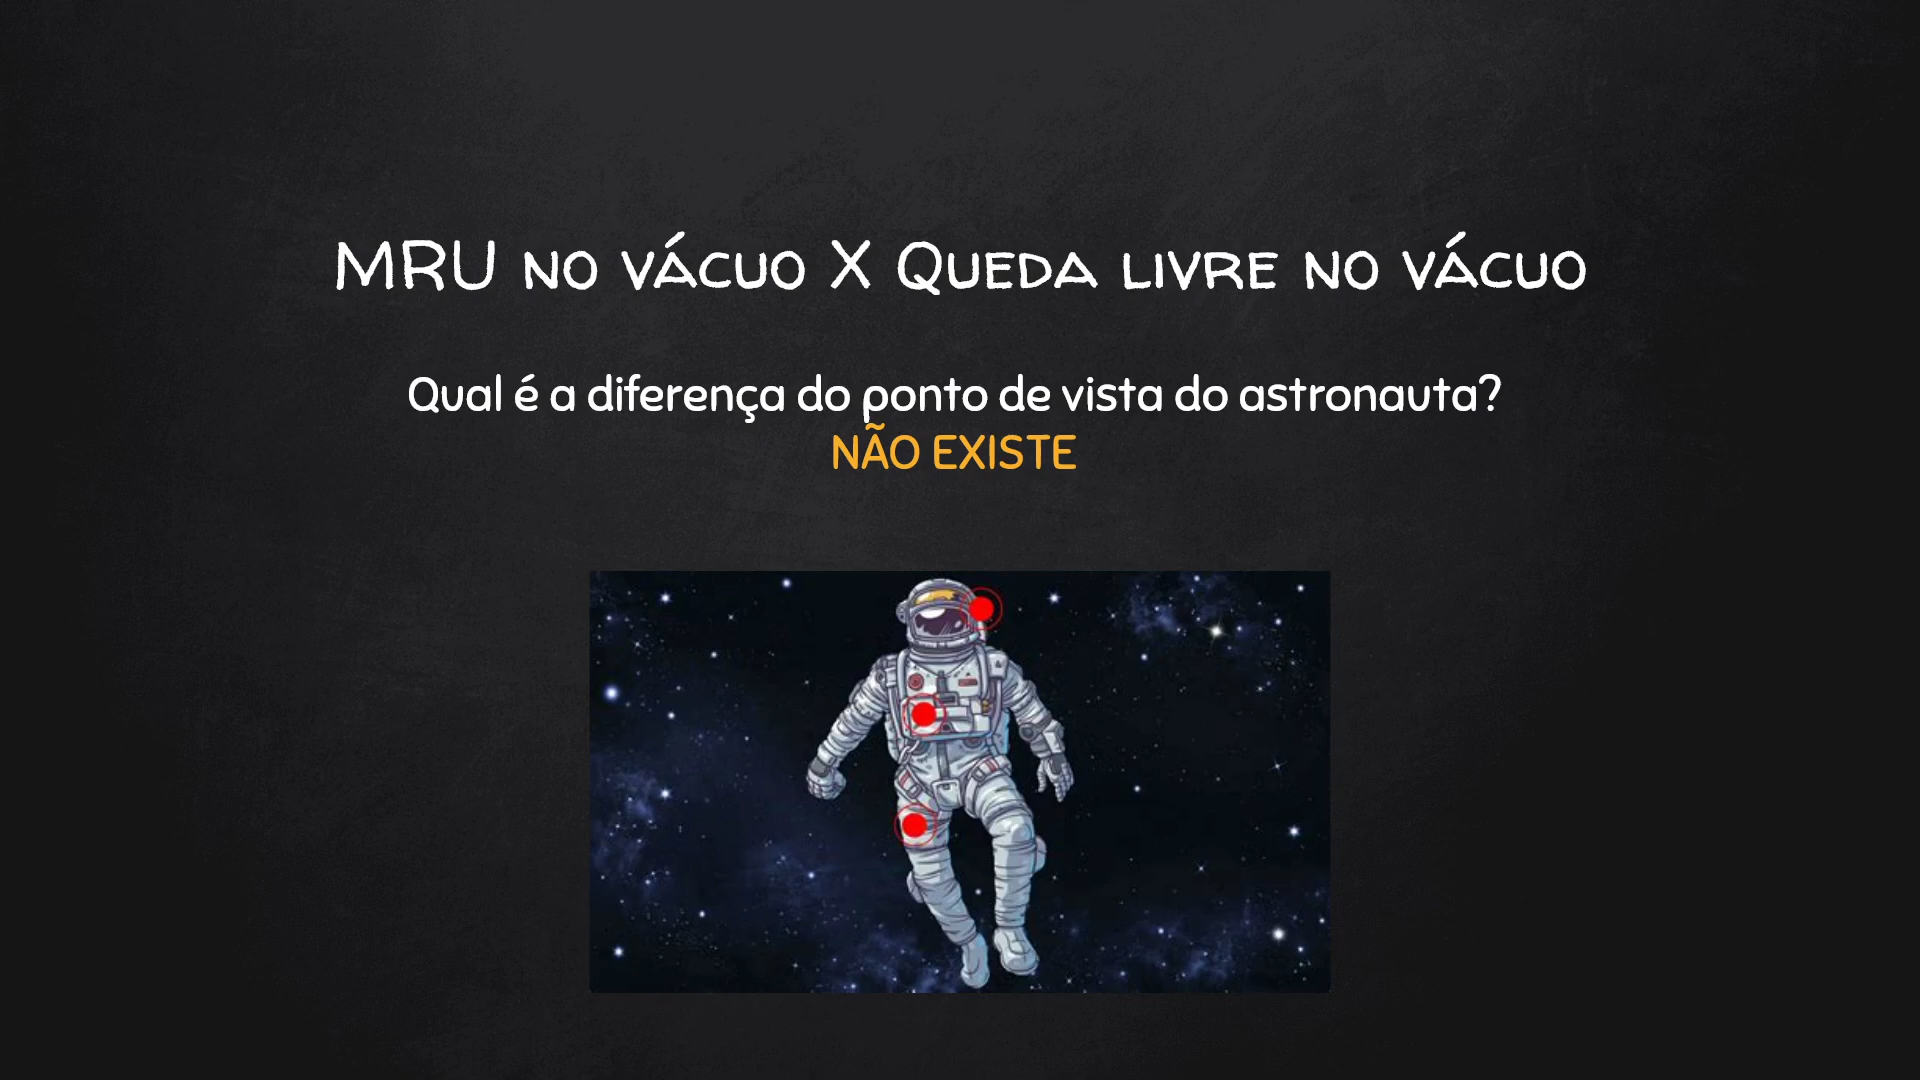 MRU no vácuo X Queda livre no vácuo
Qual é a diferença do ponto de vista do astronauta?
NÃO EXISTE